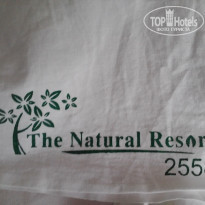 TOP Hotels
The Natural Resor
255